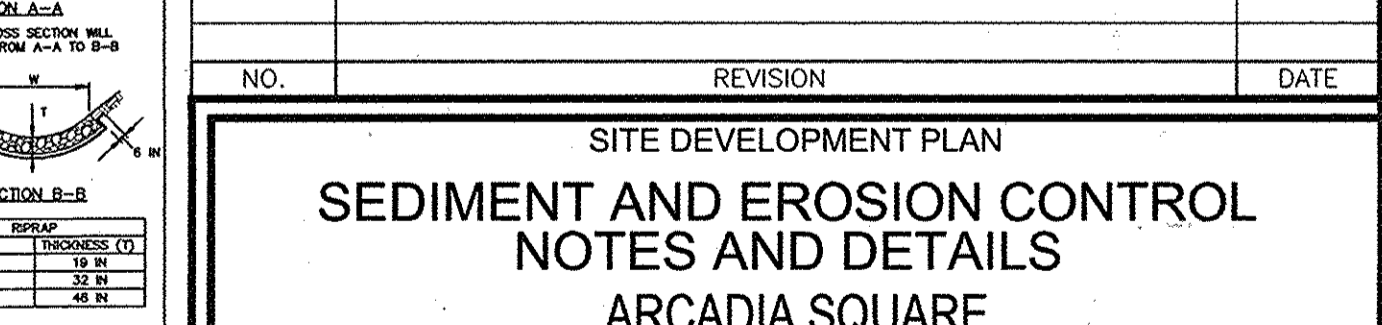 ON A-A
OSS SECTION WILL
ROM A-A TO B-B
W
T
6 IN
CTION B-B
RIPRAP
THICKNESS (T)
19 IN
32 IN
48 IN
NO. REVISION DATE
SITE DEVELOPMENT PLAN
SEDIMENT AND EROSION CONTROL
NOTES AND DETAILS
ARCADIA SQUARE